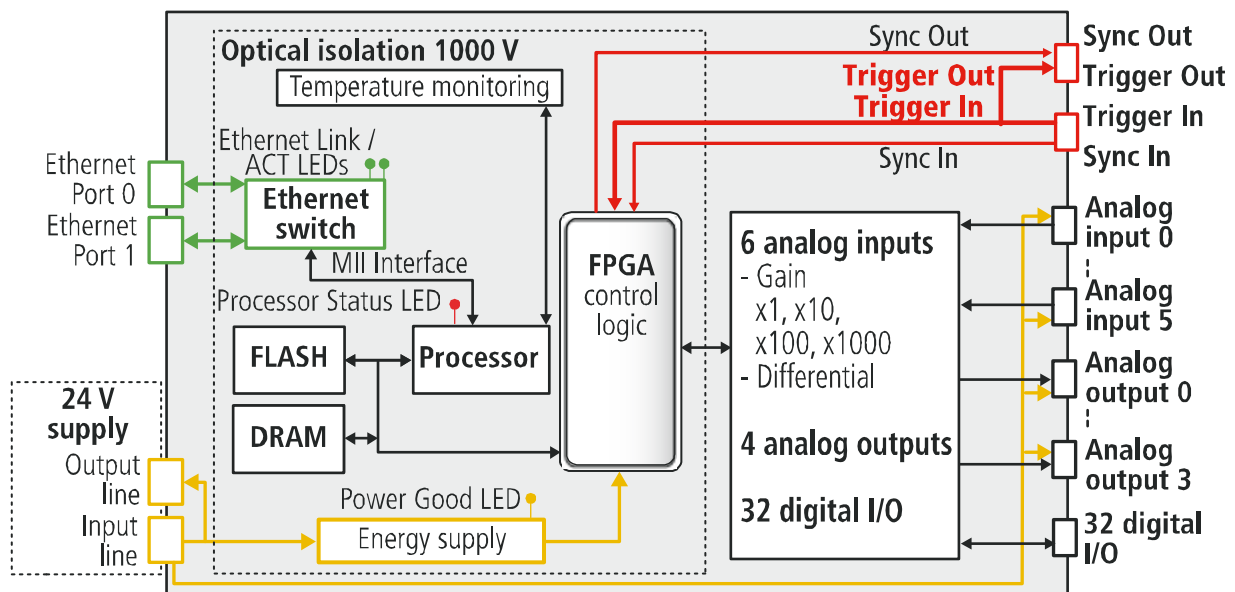 Optical isolation 1000 V
Temperature monitoring
Ethernet Link /
ACT LEDs
Ethernet
Port 0
Ethernet
Port 1
Ethernet
switch
MII Interface
Processor Status LED
FLASH
Processor
DRAM
24 V
supply
Output
line
Input
line
Power Good LED
Energy supply
FPGA
control
logic
Sync Out
Trigger Out
Trigger In
Sync In
6 analog inputs
- Gain
x1, x10,
x100, x1000
- Differential
4 analog outputs
32 digital I/O
Sync Out
Trigger Out
Trigger In
Sync In
Analog
input 0
Analog
input 5
Analog
output 0
Analog
output 3
32 digital
I/O